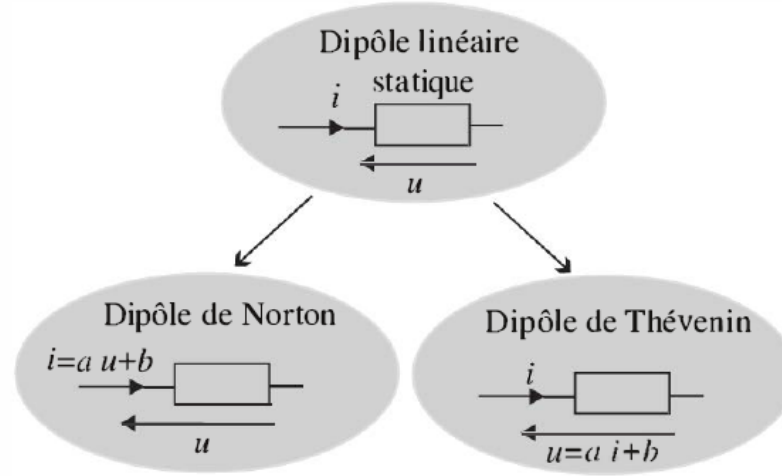 Dipôle linéaire
statique
i
u
Dipôle de Norton
i=a u+b
u
Dipôle de Thévenin
i
u=a i+b